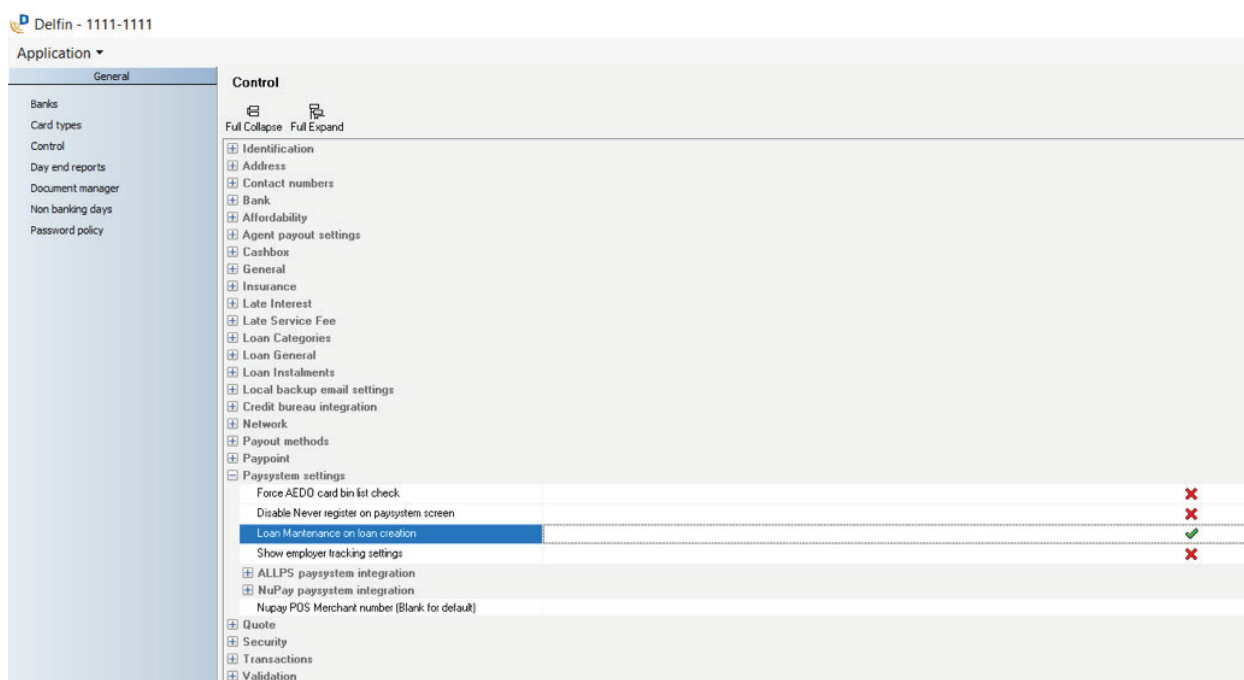 Delfin - 1111-1111
Application
General
Banks
Card types
Control
Day end reports
Document manager
Non banking days
Password policy
Control
Full Collapse Full Expand
Identification
Address
Contact numbers
Bank
Affordability
Agent payout settings
Cashbox
General
Insurance
Late Interest
Late Service Fee
Loan Categories
Loan General
Loan Instalments
Local backup email settings
Credit bureau integration
Network
Payout methods
Paypoint
Paysystem settings
Force AEDO card bin list check
Disable Never register on paysystem screen
Loan Mantenance on loan creation
Show employer tracking settings
ALLPS paysystem integration
NuPay paysystem integration
Nupay POS Merchant number (Blank for default)
Quote
Security
Transactions
Validation